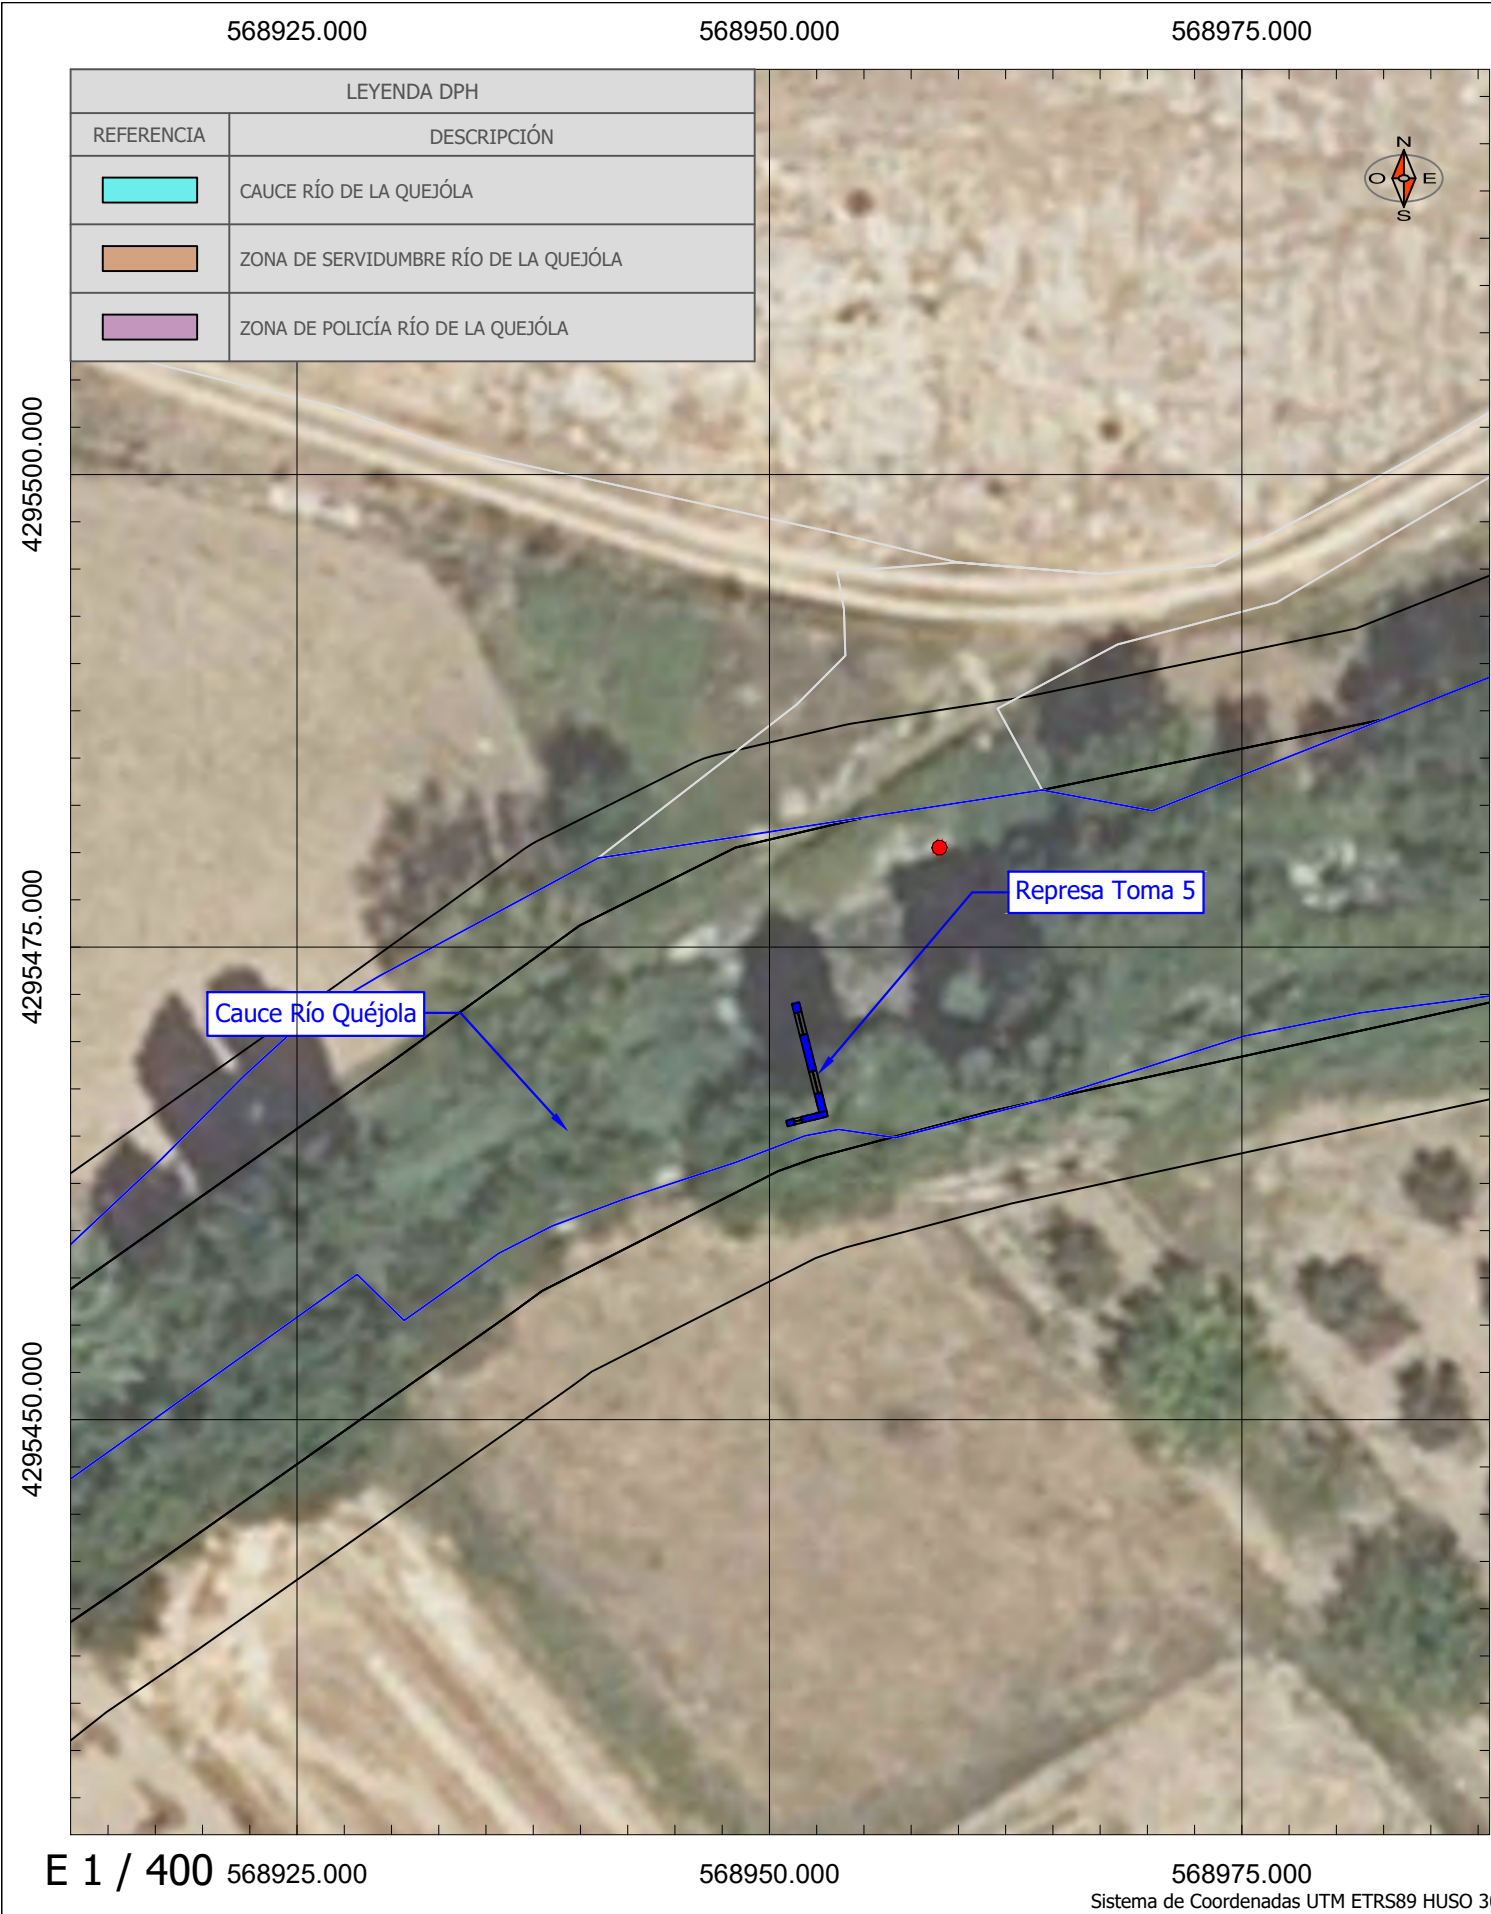 568925.000 568950.000 568975.000
LEYENDA DPH
REFERENCIA DESCRIPCIÓN
CAUCE RÍO DE LA QUEJÓLA
ZONA DE SERVIDUMBRE RÍO DE LA QUEJÓLA
ZONA DE POLICÍA RÍO DE LA QUEJÓLA
N
O E
S
4295500.000
Represa Toma 5
4295475.000
Cauce Río Quéjola
4295450.000
E 1 / 400 568925.000 568950.000 568975.000
Sistema de Coordenadas UTM ETRS89 HUSO